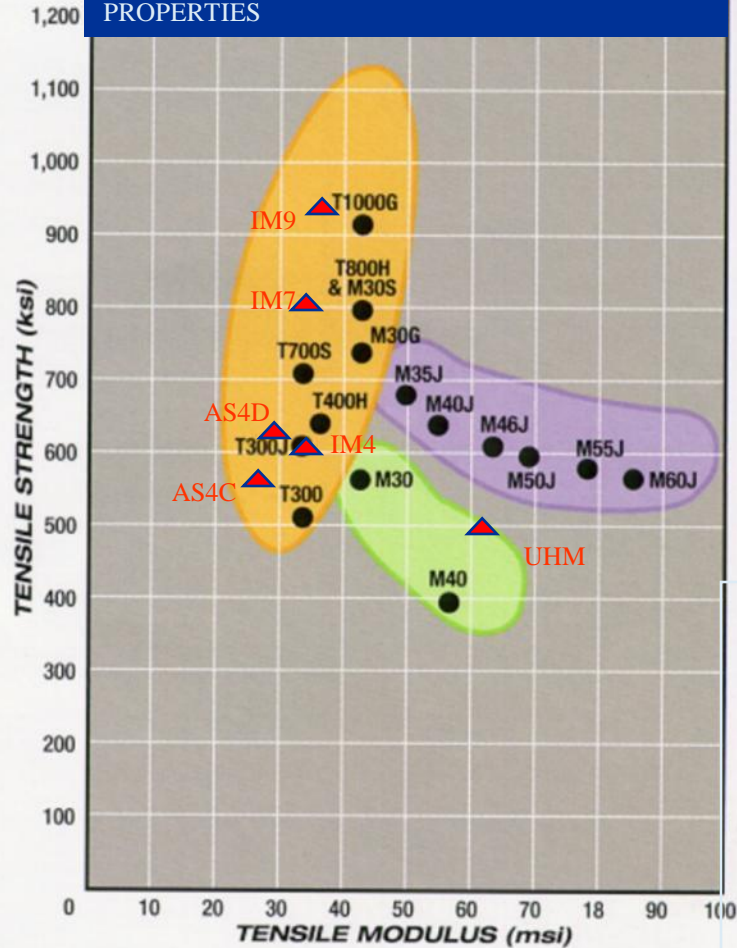 PROPERTIES
1,200
1,100
1,000
900
800
700
600
500
400
300
200
100
0
TENSILE STRENGTH (ksi)
IM9
T1000G
T800H
& M30S
IM7
M30G
T700S
M35J
T400H
M40J
AS4D
M46J
T300J
IM4
M55J
M50J
M60J
AS4C
T300
M30
UHM
M40
10 20 30 40 50 60 70 18 90 100
TENSILE MODULUS (msi)